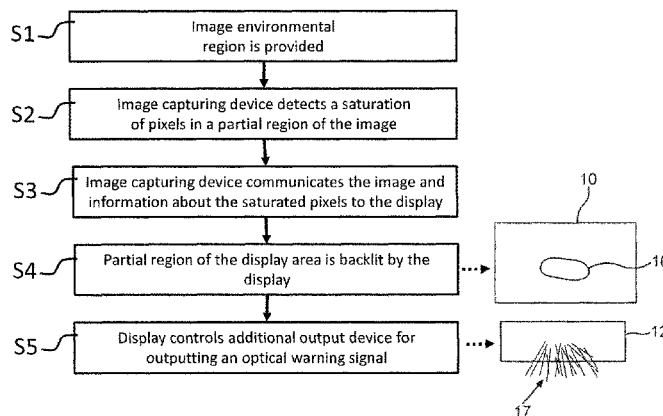 S1
Image environmental
region is provided
S2
Image capturing device detects a saturation
of pixels in a partial region of the image
S3
Image capturing device communicates the image and
information about the saturated pixels to the display
10
S4
Partial region of the display area is backlit by the
display
16
S5
Display controls additional output device for
outputting an optical warning signal
12
17